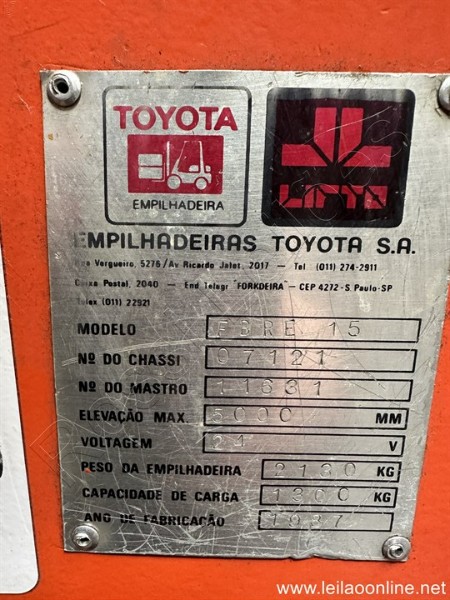 TOYOTA
EMPILHADEIRA
EMPILHADEIRAS TOYOTA S.A.
Rua Vergueiro, 5276/Av Ricardo Jafet, 2017 - Tel (011) 274-2911
Caixa Postal, 2040 - End Telegr "FORKDEIRA" - CEP 4272-S. Paulo-SP
Telex (011) 22921
MODELO FBRE 15
Nº DO CHASSI 07121
Nº DO MASTRO 11631
ELEVAÇÃO MAX. 5000 MM
VOLTAGEM 24 V
PESO DA EMPILHADEIRA 2130 KG
CAPACIDADE DE CARGA 1300 KG
ANO DE FABRICAÇÃO 1987
www.leilaoonline.net